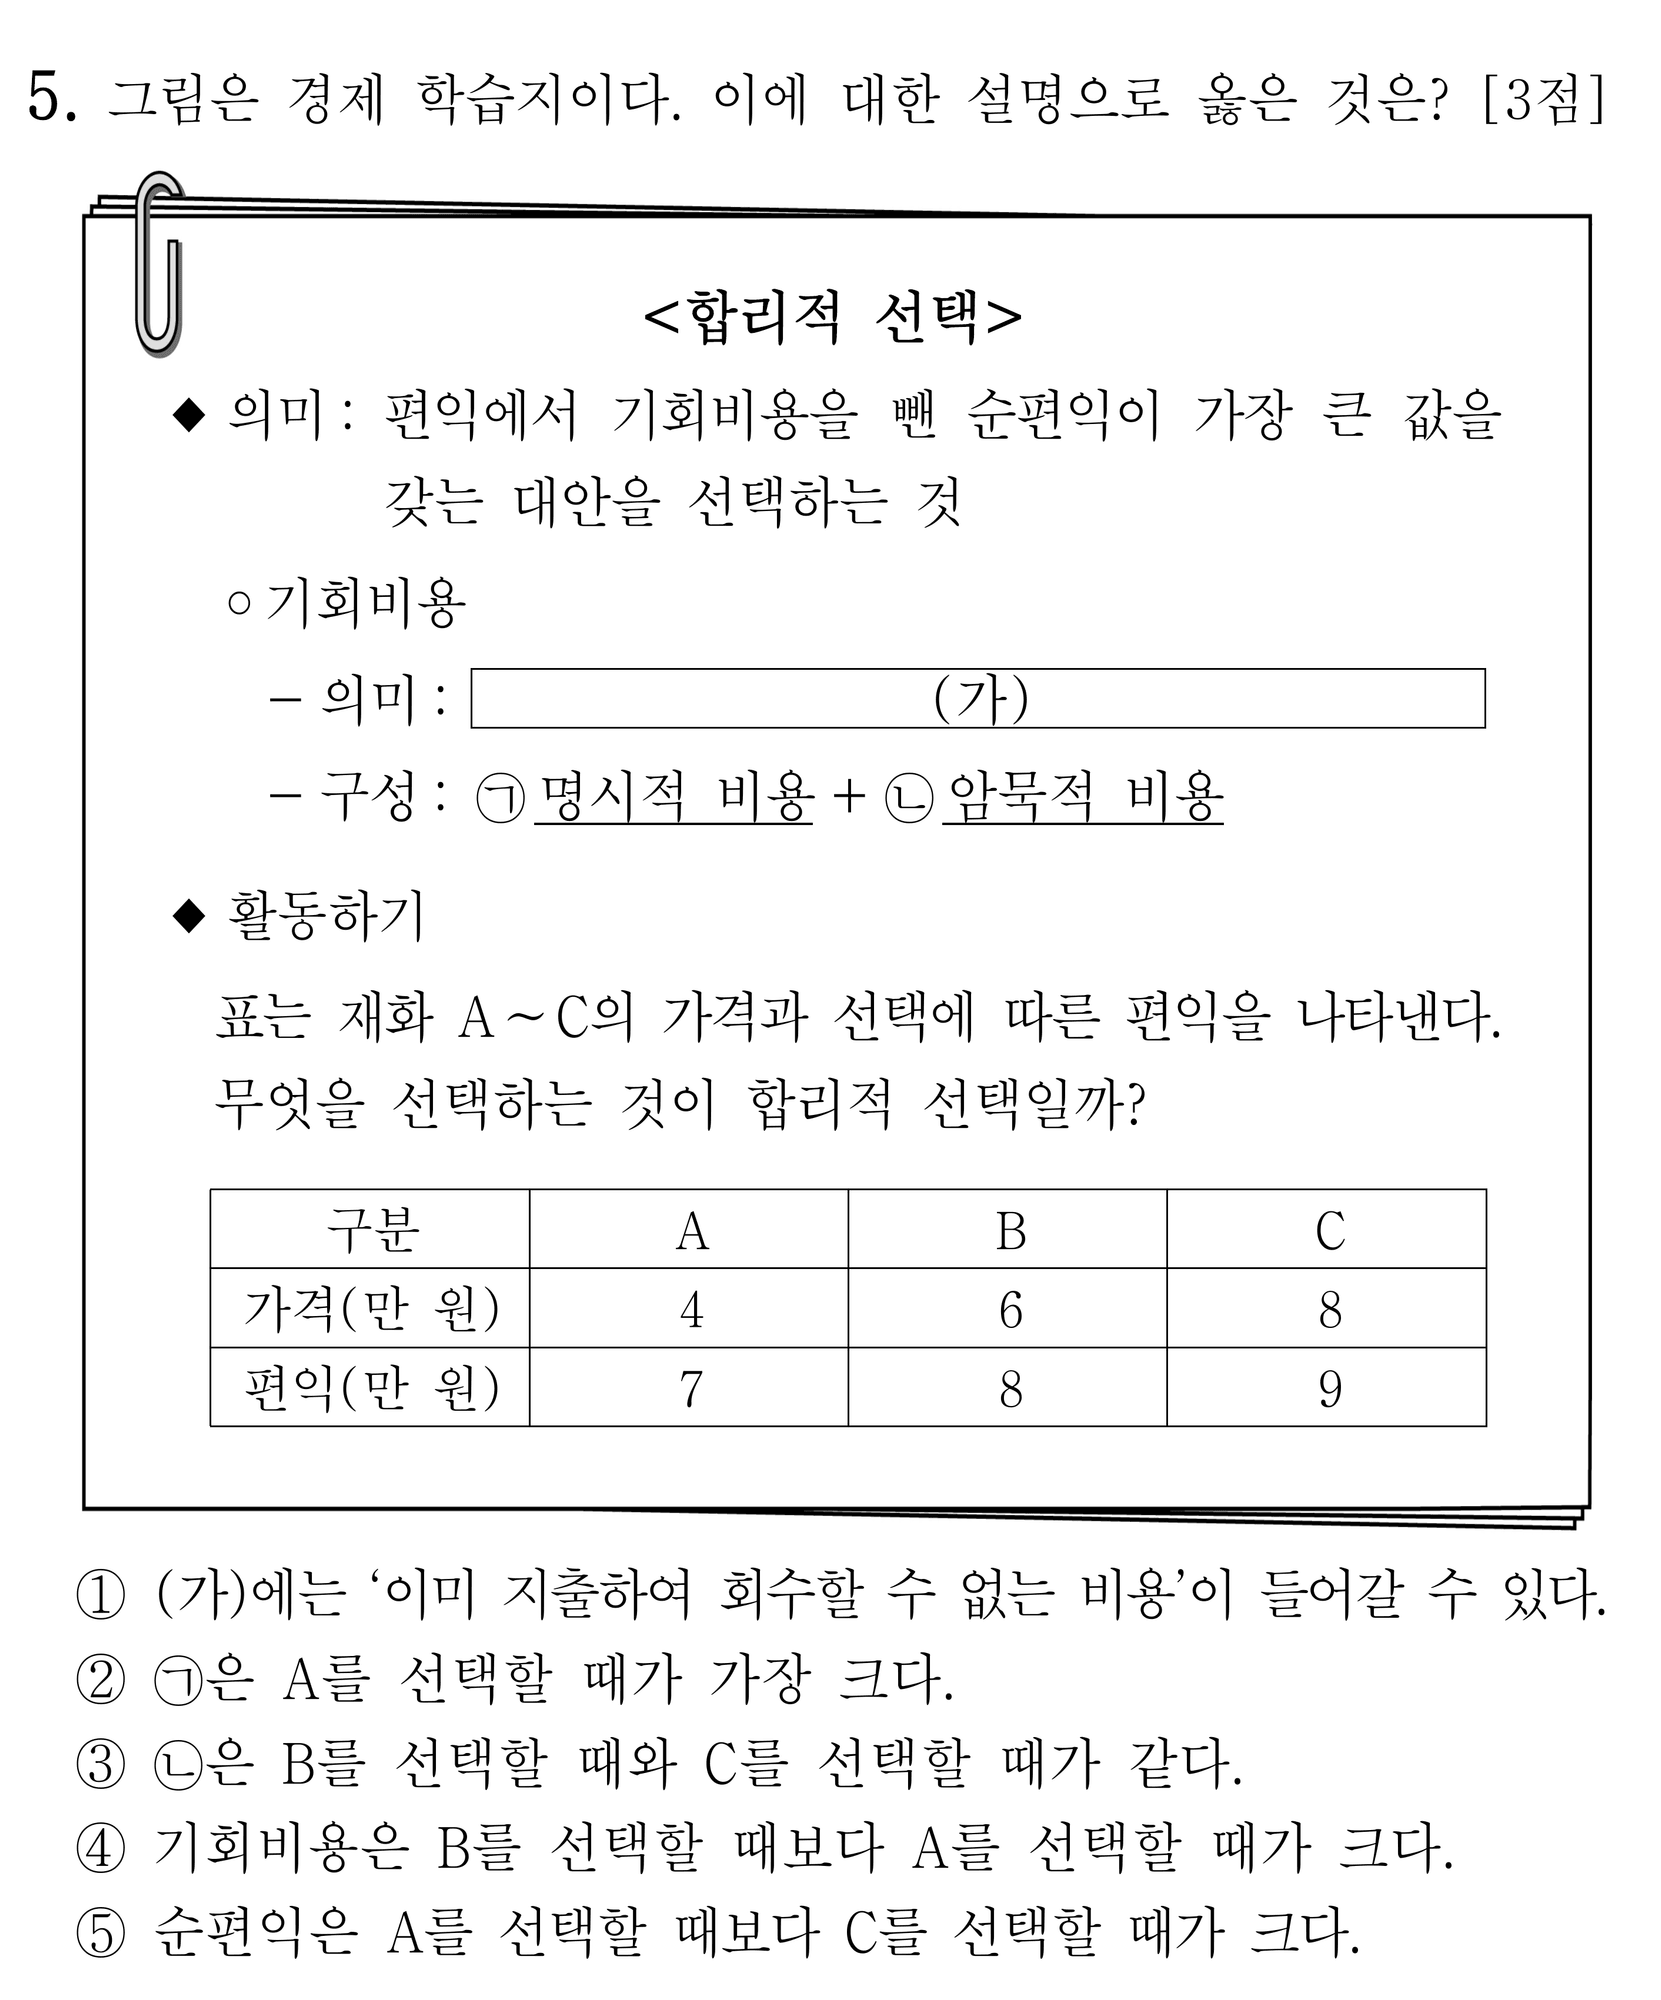 5. 그림은 경제 학습지이다. 이에 대한 설명으로 옳은 것은? [3점]
<합리적 선택>
◆ 의미 : 편익에서 기회비용을 뺀 순편익이 가장 큰 값을
갖는 대안을 선택하는 것
○ 기회비용
- 의미 : (가)
- 구성 : ㉠ 명시적 비용 + ㉡ 암묵적 비용
◆ 활동하기
표는 재화 A~C의 가격과 선택에 따른 편익을 나타낸다.
무엇을 선택하는 것이 합리적 선택일까?
구분 A B C
가격(만 원) 4 6 8
편익(만 원) 7 8 9
① (가)에는 ‘이미 지출하여 회수할 수 없는 비용’이 들어갈 수 있다.
② ㉠은 A를 선택할 때가 가장 크다.
③ ㉡은 B를 선택할 때와 C를 선택할 때가 같다.
④ 기회비용은 B를 선택할 때보다 A를 선택할 때가 크다.
⑤ 순편익은 A를 선택할 때보다 C를 선택할 때가 크다.